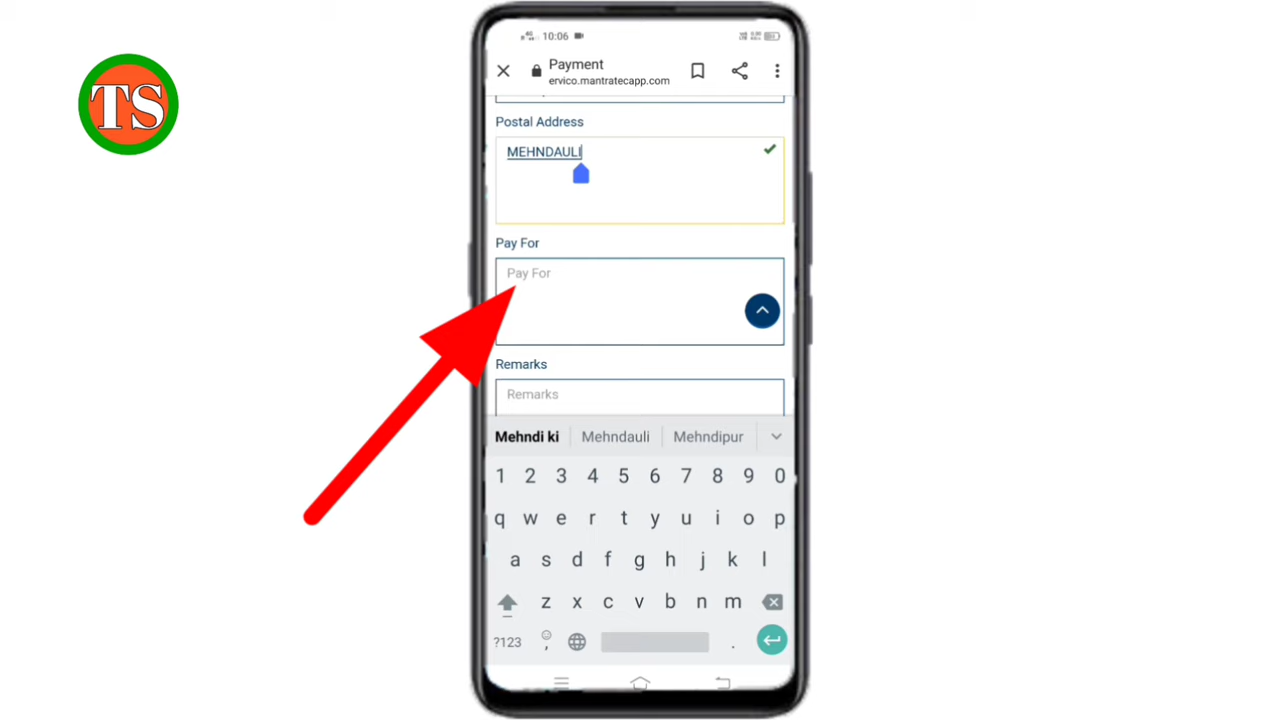 TS
10:06
Payment
ervico.mantratecapp.com
Postal Address
MEHNDAULI
Pay For
Pay For
Remarks
Remarks
Mehndi ki Mehndauli Mehndipur
1 2 3 4 5 6 7 8 9 0
q w e r t y u i o p
a s d f g h j k l
z x c v b n m
?123 , .